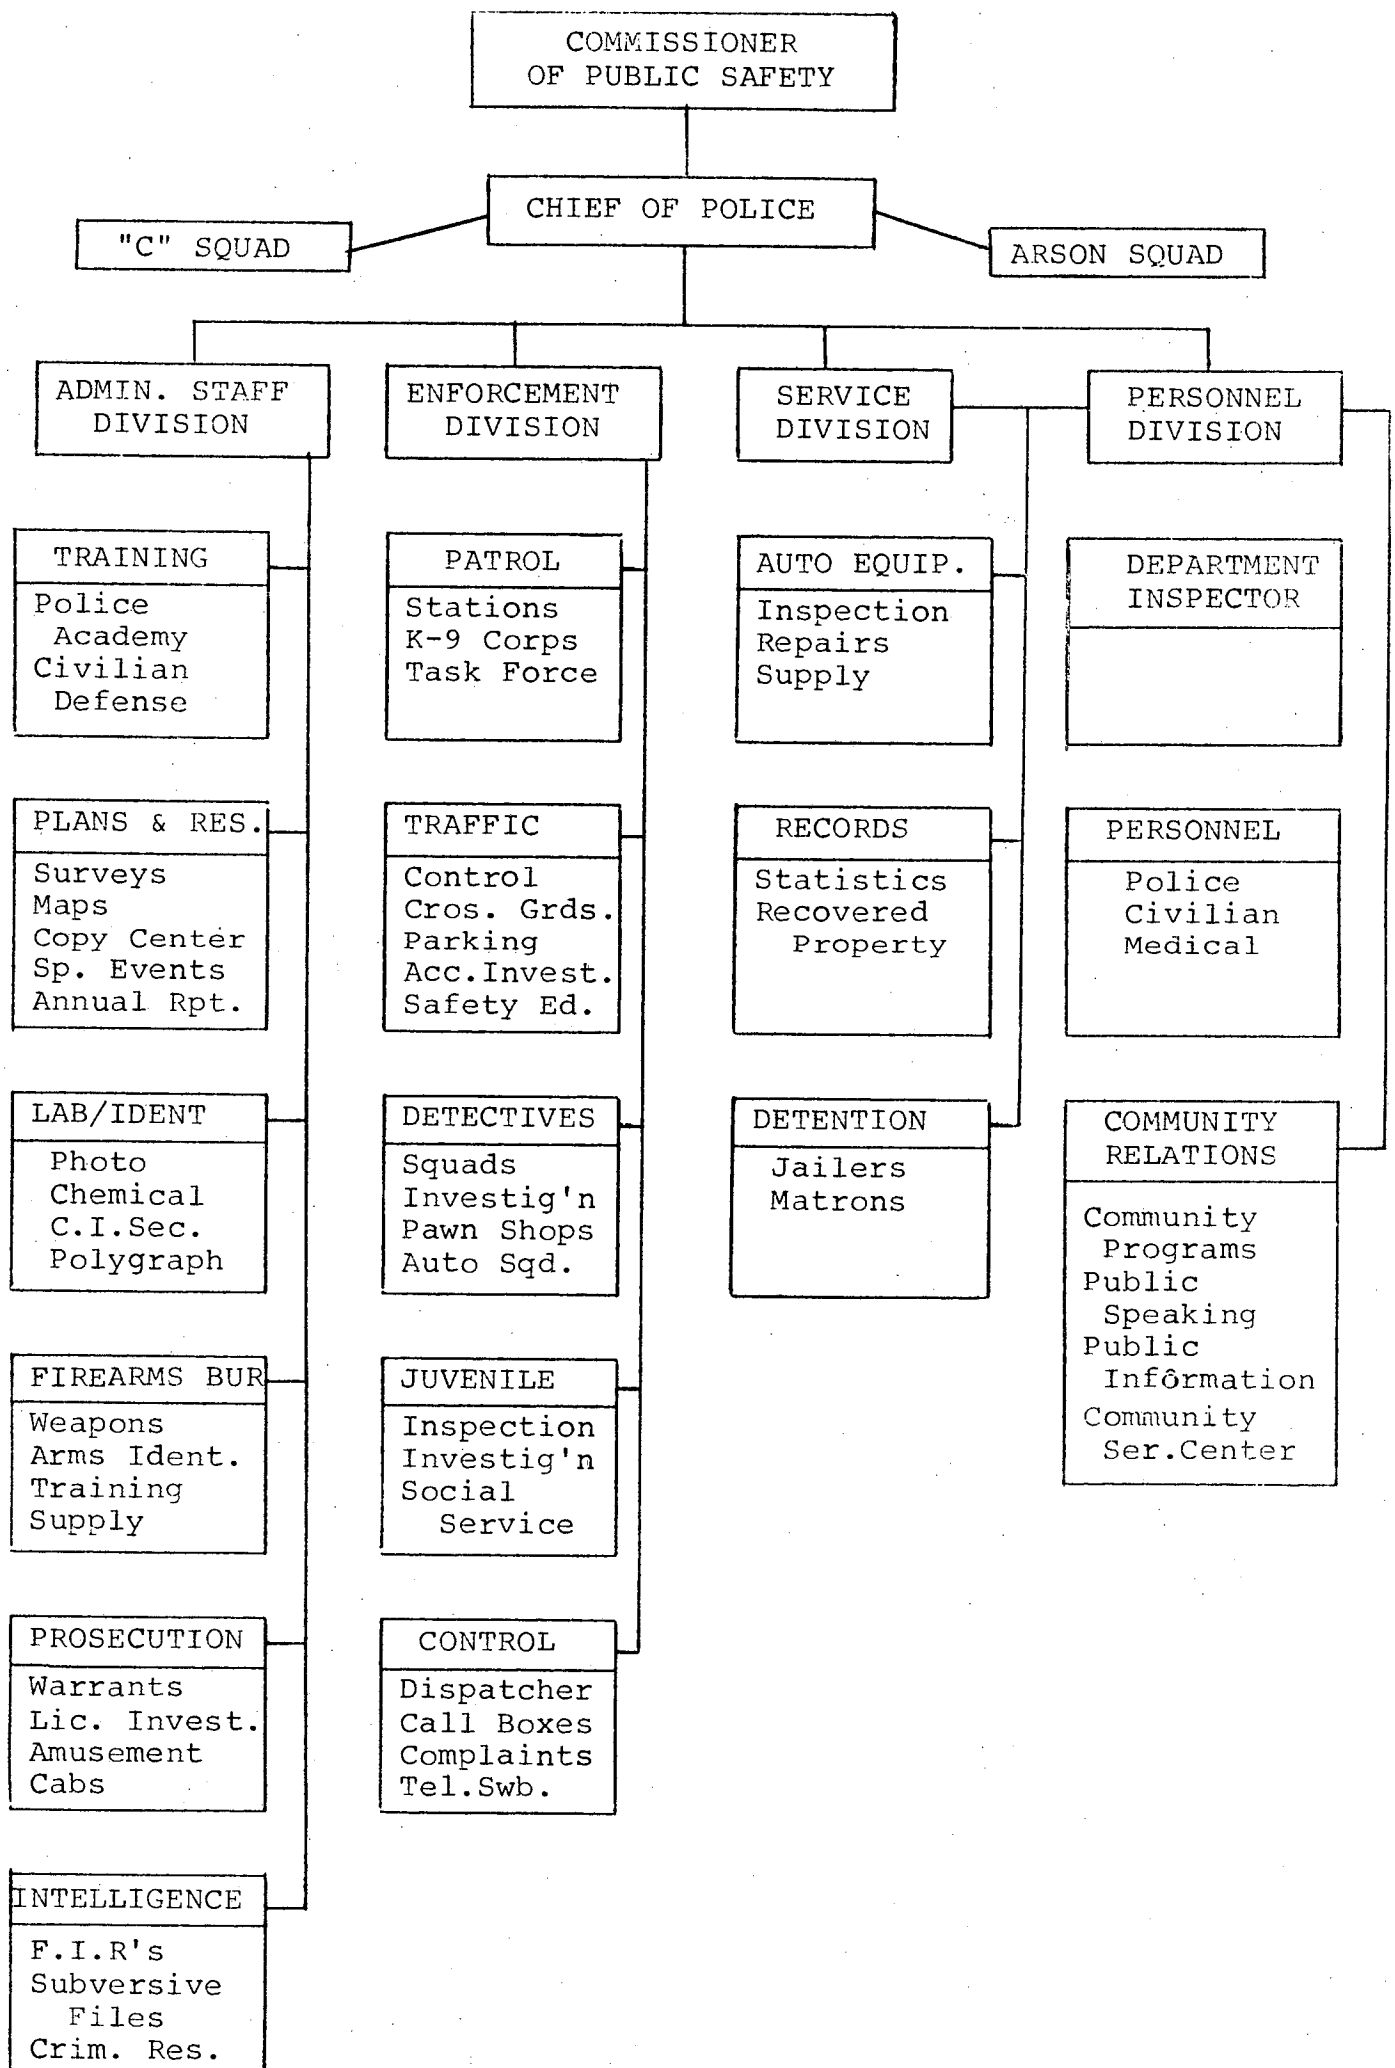 COMMISSIONER
OF PUBLIC SAFETY
CHIEF OF POLICE
"C" SQUAD
ARSON SQUAD
ADMIN. STAFF
DIVISION
TRAINING
Police
Academy
Civilian
Defense
PLANS & RES.
Surveys
Maps
Copy Center
Sp. Events
Annual Rpt.
LAB/IDENT
Photo
Chemical
C.I.Sec.
Polygraph
FIREARMS BUR
Weapons
Arms Ident.
Training
Supply
PROSECUTION
Warrants
Lic. Invest.
Amusement
Cabs
INTELLIGENCE
F.I.R's
Subversive
Files
Crim. Res.
ENFORCEMENT
DIVISION
PATROL
Stations
K-9 Corps
Task Force
TRAFFIC
Control
Cros. Grds.
Parking
Acc.Invest.
Safety Ed.
DETECTIVES
Squads
Investig'n
Pawn Shops
Auto Sqd.
JUVENILE
Inspection
Investig'n
Social
Service
CONTROL
Dispatcher
Call Boxes
Complaints
Tel.Swb.
SERVICE
DIVISION
AUTO EQUIP.
Inspection
Repairs
Supply
RECORDS
Statistics
Recovered
Property
DETENTION
Jailers
Matrons
PERSONNEL
DIVISION
DEPARTMENT
INSPECTOR
PERSONNEL
Police
Civilian
Medical
COMMUNITY
RELATIONS
Community
Programs
Public
Speaking
Public
Information
Community
Ser.Center